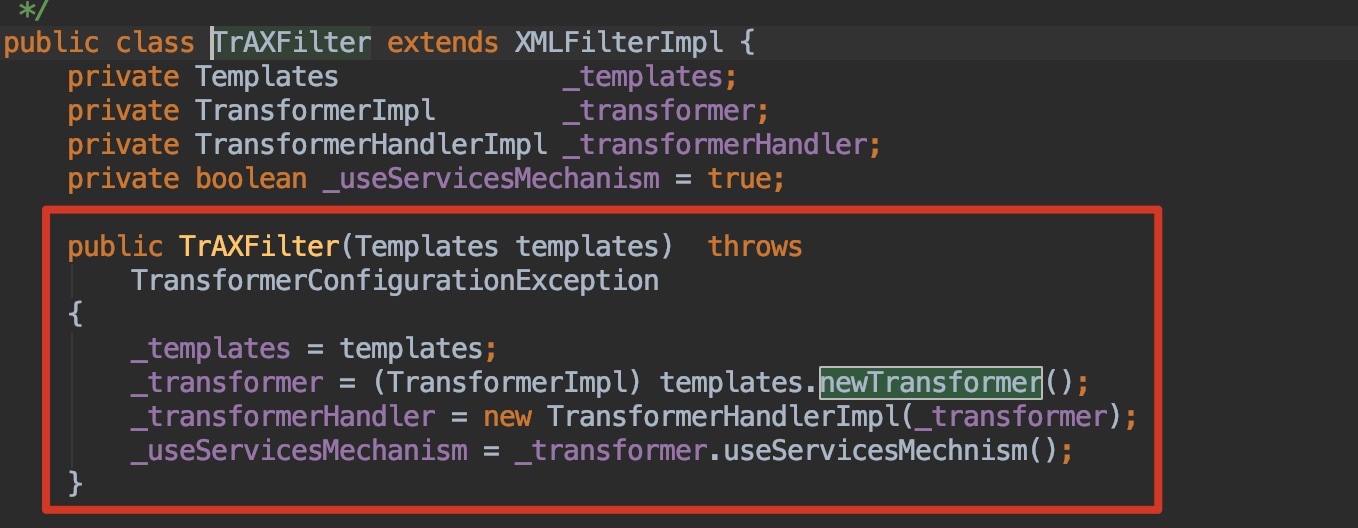 */
public class TrAXFilter extends XMLFilterImpl {
    private Templates              _templates;
    private TransformerImpl        _transformer;
    private TransformerHandlerImpl _transformerHandler;
    private boolean _useServicesMechanism = true;
    public TrAXFilter(Templates templates)  throws
        TransformerConfigurationException
    {
        _templates = templates;
        _transformer = (TransformerImpl) templates.newTransformer();
        _transformerHandler = new TransformerHandlerImpl(_transformer);
        _useServicesMechanism = _transformer.useServicesMechnism();
    }